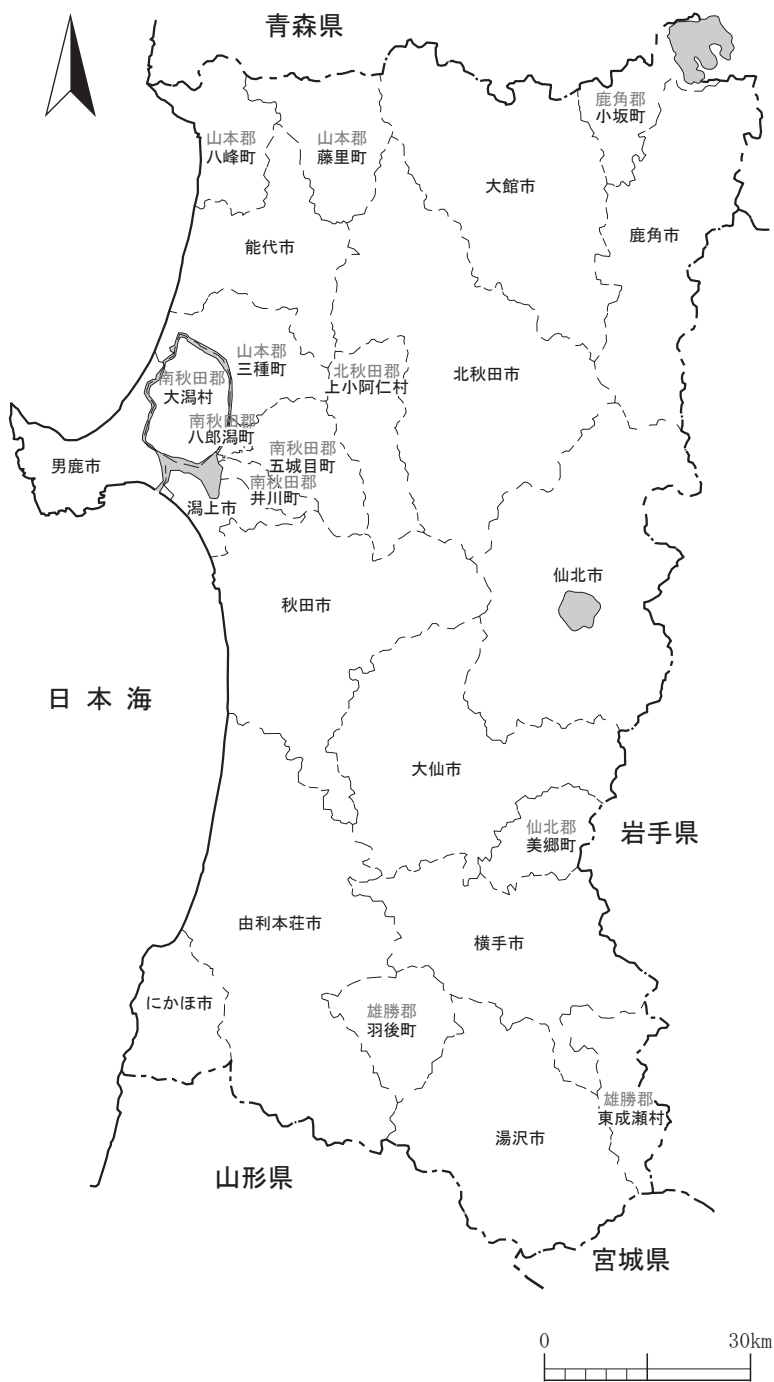 青森県
鹿角郡
小坂町
山本郡
八峰町
山本郡
藤里町
大館市
鹿角市
能代市
山本郡
三種町
北秋田郡
上小阿仁村
北秋田市
南秋田郡
大潟村
南秋田郡
八郎潟町
南秋田郡
五城目町
男鹿市
南秋田郡
井川町
潟上市
仙北市
秋田市
日本海
大仙市
仙北郡
美郷町
岩手県
由利本荘市
横手市
にかほ市
雄勝郡
羽後町
雄勝郡
東成瀬村
湯沢市
山形県
宮城県
0 30km